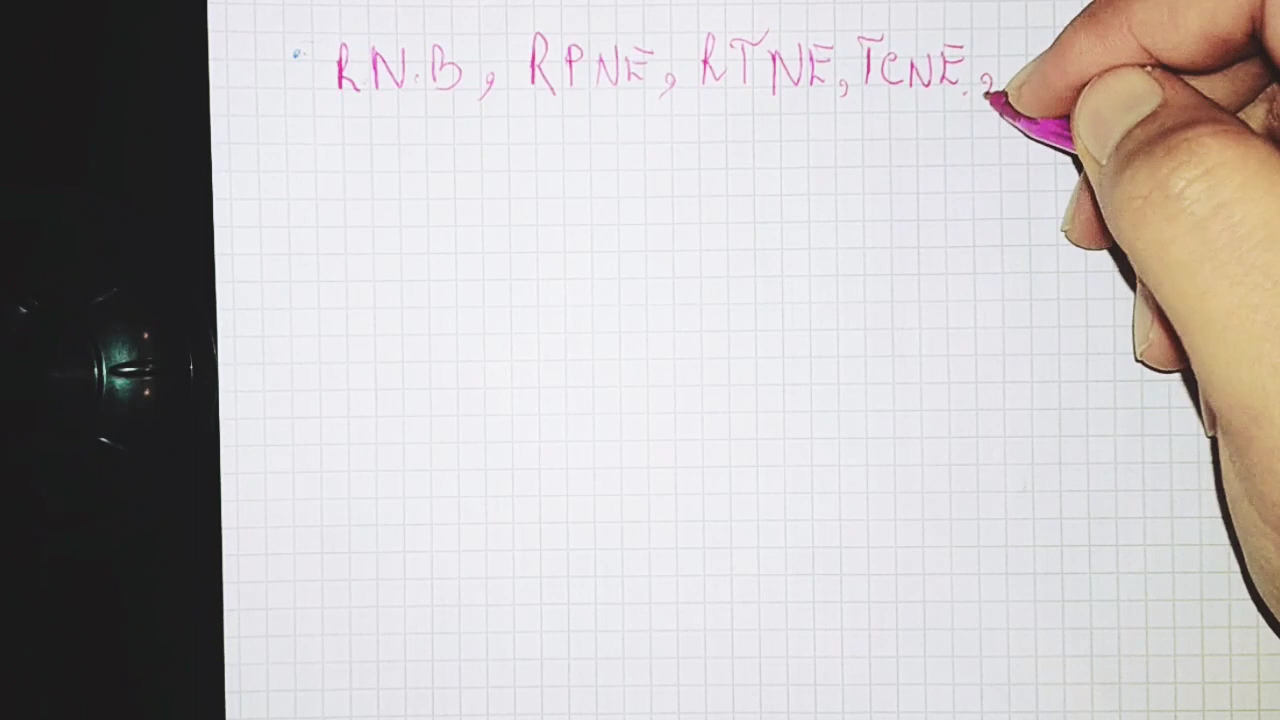 RN.B, RPNE, RTNE, TCNE.,